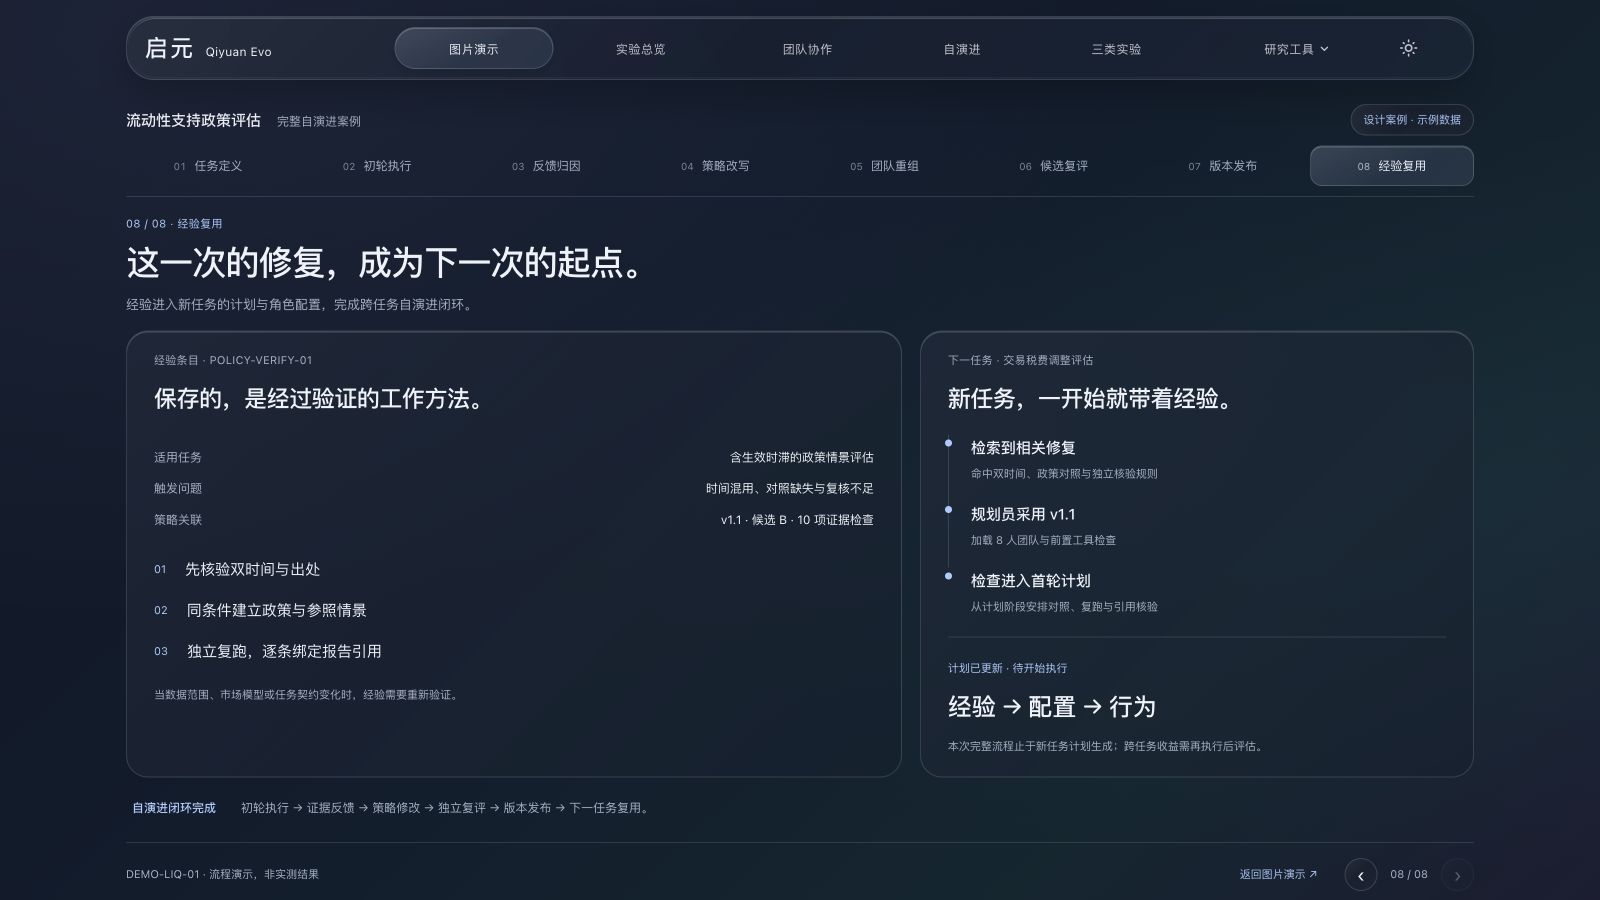 启元 Qiyuan Evo 图片演示 实验总览 团队协作 自演进 三类实验 研究工具
流动性支持政策评估 完整自演进案例 设计案例 · 示例数据
01 任务定义 02 初轮执行 03 反馈归因 04 策略改写 05 团队重组 06 候选复评 07 版本发布 08 经验复用
08 / 08 · 经验复用
这一次的修复，成为下一次的起点。
经验进入新任务的计划与角色配置，完成跨任务自演进闭环。
经验条目 · POLICY-VERIFY-01
保存的，是经过验证的工作方法。
适用任务 含生效时滞的政策情景评估
触发问题 时间混用、对照缺失与复核不足
策略关联 v1.1 · 候选 B · 10 项证据检查
01 先核验双时间与出处
02 同条件建立政策与参照情景
03 独立复跑，逐条绑定报告引用
当数据范围、市场模型或任务契约变化时，经验需要重新验证。
下一任务 · 交易税费调整评估
新任务，一开始就带着经验。
检索到相关修复
命中双时间、政策对照与独立核验规则
规划员采用 v1.1
加载 8 人团队与前置工具检查
检查进入首轮计划
从计划阶段安排对照、复跑与引用核验
计划已更新 · 待开始执行
经验 → 配置 → 行为
本次完整流程止于新任务计划生成；跨任务收益需再执行后评估。
自演进闭环完成 初轮执行 → 证据反馈 → 策略修改 → 独立复评 → 版本发布 → 下一任务复用。
DEMO-LIQ-01 · 流程演示，非实测结果 返回图片演示 ↗ ‹ 08 / 08 ›